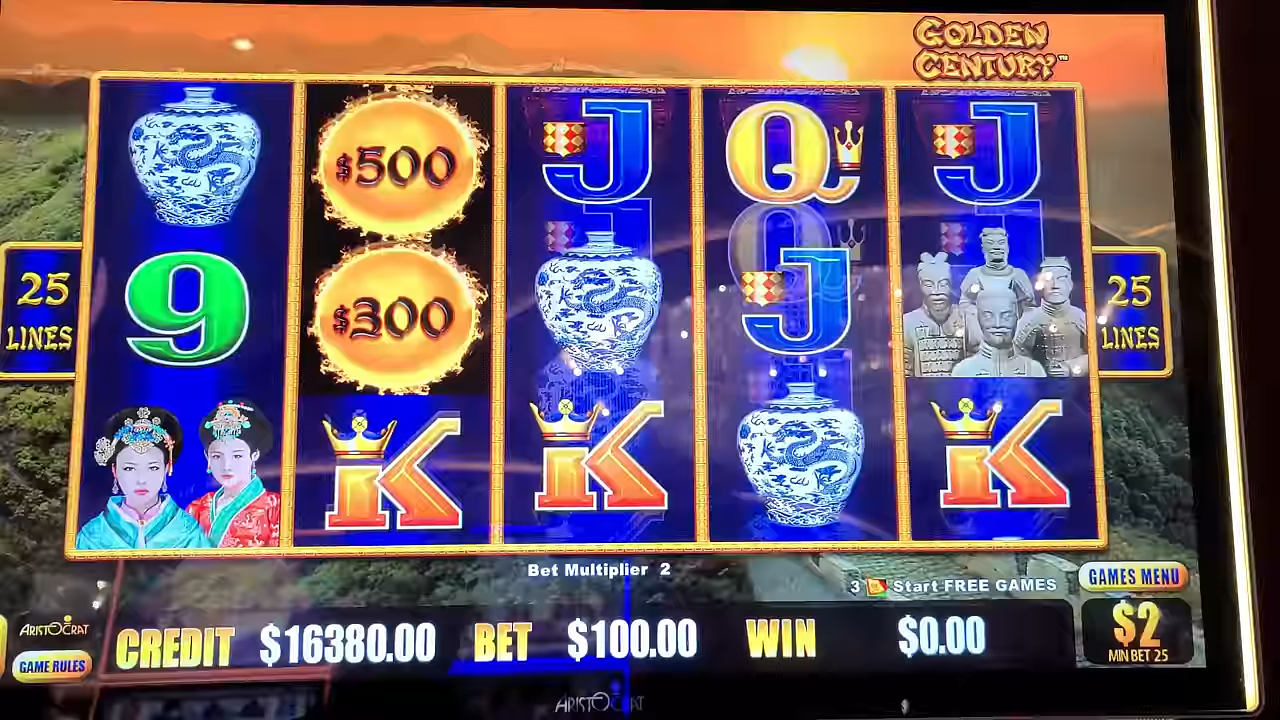 GOLDEN
CENTURY™
$500
J
Q
J
25
LINES
9
$300
J
25
LINES
K
K
K
Bet Multiplier 2
3 Start FREE GAMES
GAMES MENU
ARISTOCRAT
GAME RULES
CREDIT $16380.00 BET $100.00 WIN $0.00
$2
MIN BET 25
ARISTOCRAT